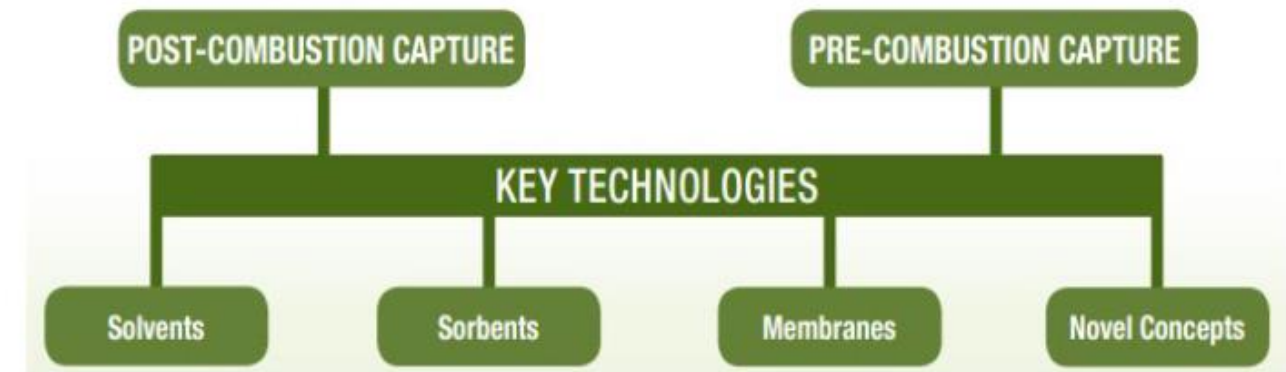 POST-COMBUSTION CAPTURE
PRE-COMBUSTION CAPTURE
KEY TECHNOLOGIES
Solvents
Sorbents
Membranes
Novel Concepts